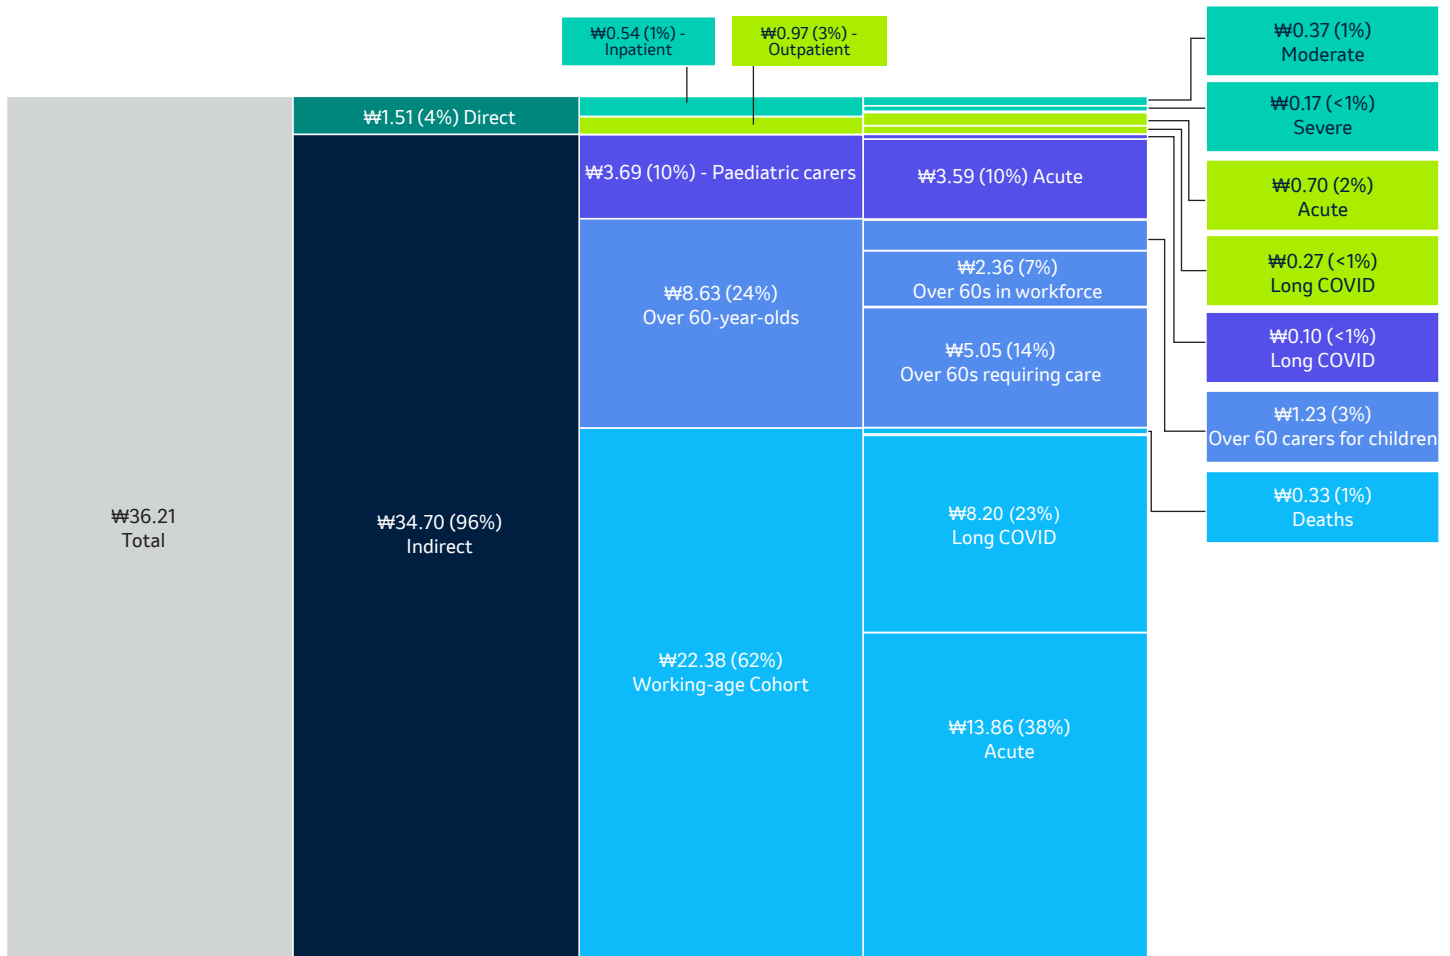 ₩0.54 (1%) -
Inpatient
₩0.97 (3%) -
Outpatient
₩0.37 (1%)
Moderate
₩0.17 (<1%)
Severe
₩0.70 (2%)
Acute
₩0.27 (<1%)
Long COVID
₩0.10 (<1%)
Long COVID
₩1.23 (3%)
Over 60 carers for children
₩0.33 (1%)
Deaths
₩36.21
Total
₩1.51 (4%) Direct
₩34.70 (96%)
Indirect
₩3.69 (10%) - Paediatric carers
₩8.63 (24%)
Over 60-year-olds
₩22.38 (62%)
Working-age Cohort
₩3.59 (10%) Acute
₩2.36 (7%)
Over 60s in workforce
₩5.05 (14%)
Over 60s requiring care
₩8.20 (23%)
Long COVID
₩13.86 (38%)
Acute